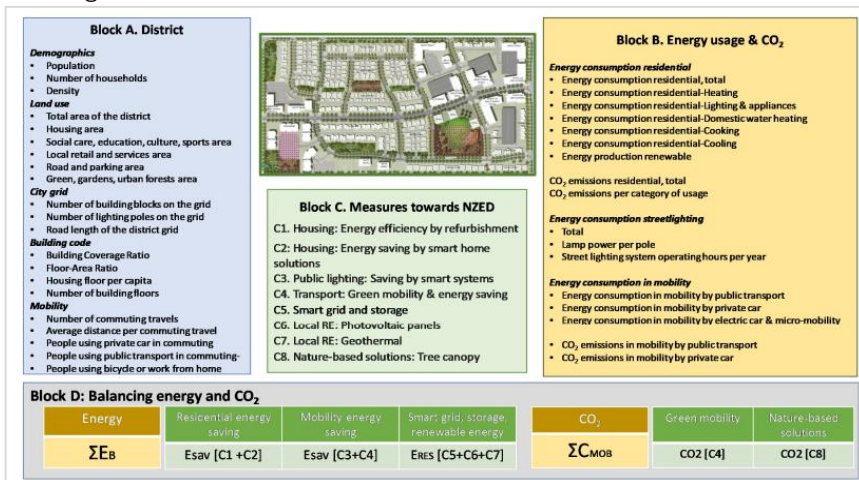 Block A. District
Demographics
• Population
• Number of households
• Density
Land use
• Total area of the district
• Housing area
• Social care, education, culture, sports area
• Local retail and services area
• Road and parking area
• Green, gardens, urban forests area
City grid
• Number of building blocks on the grid
• Number of lighting poles on the grid
• Road length of the district grid
Building code
• Building Coverage Ratio
• Floor-Area Ratio
• Housing floor per capita
• Number of building floors
Mobility
• Number of commuting travels
• Average distance per commuting travel
• People using private car in commuting
• People using public transport in commuting-
• People using bicycle or work from home
Block C. Measures towards NZED
C1. Housing: Energy efficiency by refurbishment
C2: Housing: Energy saving by smart home
solutions
C3. Public lighting: Saving by smart systems
C4. Transport: Green mobility & energy saving
C5. Smart grid and storage
C6. Local RE: Photovoltaic panels
C7. Local RE: Geothermal
C8. Nature-based solutions: Tree canopy
Block B. Energy usage & CO₂
Energy consumption residential
• Energy consumption residential, total
• Energy consumption residential-Heating
• Energy consumption residential-Lighting & appliances
• Energy consumption residential-Domestic water heating
• Energy consumption residential-Cooking
• Energy consumption residential-Cooling
• Energy production renewable
CO₂ emissions residential, total
CO₂ emissions per category of usage
Energy consumption streetlighting
• Total
• Lamp power per pole
• Street lighting system operating hours per year
Energy consumption in mobility
• Energy consumption in mobility by public transport
• Energy consumption in mobility by private car
• Energy consumption in mobility by electric car & micro-mobility
• CO₂ emissions in mobility by public transport
• CO₂ emissions in mobility by private car
Block D: Balancing energy and CO₂
Energy
Residential energy
saving
Mobility energy
saving
Smart grid, storage,
renewable energy
CO₂
Green mobility
Nature-based
solutions
ΣEB
Esav [C1 +C2]
Esav [C3+C4]
ERES [C5+C6+C7]
ΣCMOB
CO2 [C4]
CO2 [C8]